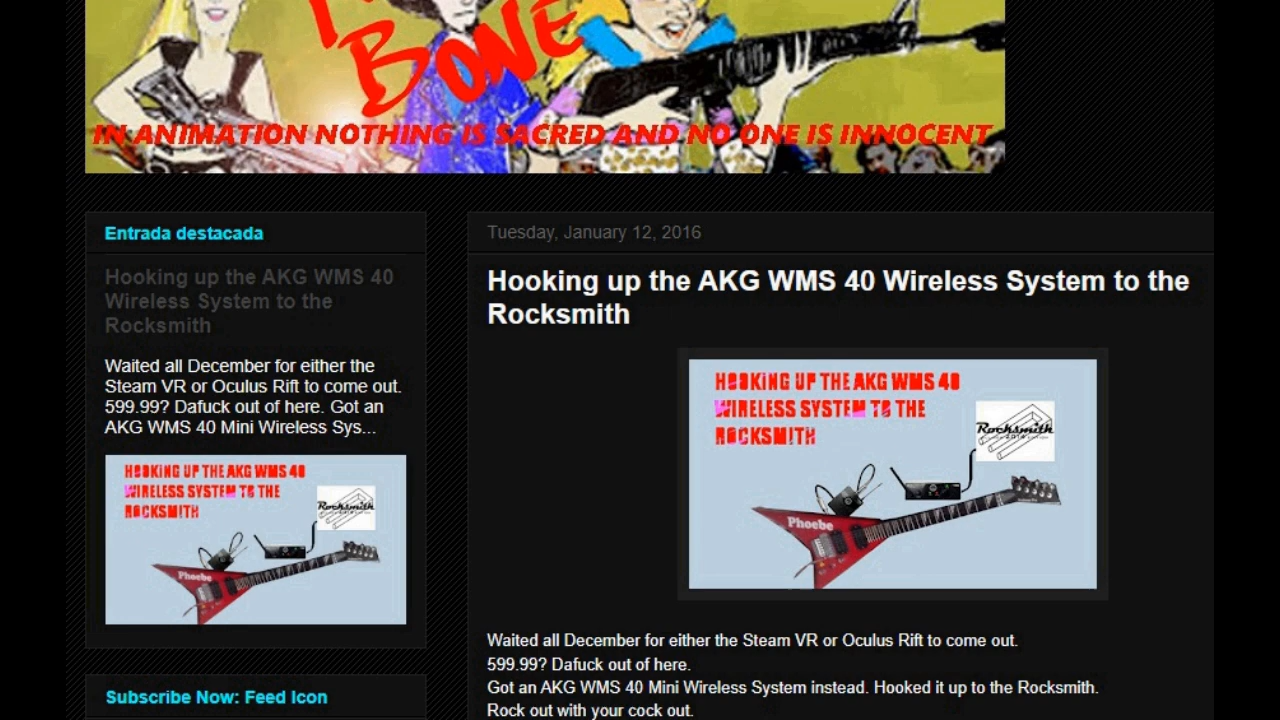 BONE
IN ANIMATION NOTHING IS SACRED AND NO ONE IS INNOCENT
Entrada destacada
Hooking up the AKG WMS 40
Wireless System to the
Rocksmith
Waited all December for either the
Steam VR or Oculus Rift to come out.
599.99? Dafuck out of here. Got an
AKG WMS 40 Mini Wireless Sys...
HOOKING UP THE AKG WMS 40
WIRELESS SYSTEM TO THE
ROCKSMITH
Rocksmith
Phoebe
Subscribe Now: Feed Icon
Tuesday, January 12, 2016
Hooking up the AKG WMS 40 Wireless System to the
Rocksmith
HOOKING UP THE AKG WMS 40
WIRELESS SYSTEM TO THE
ROCKSMITH
Rocksmith
2014 EDITION
Phoebe
Waited all December for either the Steam VR or Oculus Rift to come out.
599.99? Dafuck out of here.
Got an AKG WMS 40 Mini Wireless System instead. Hooked it up to the Rocksmith.
Rock out with your cock out.